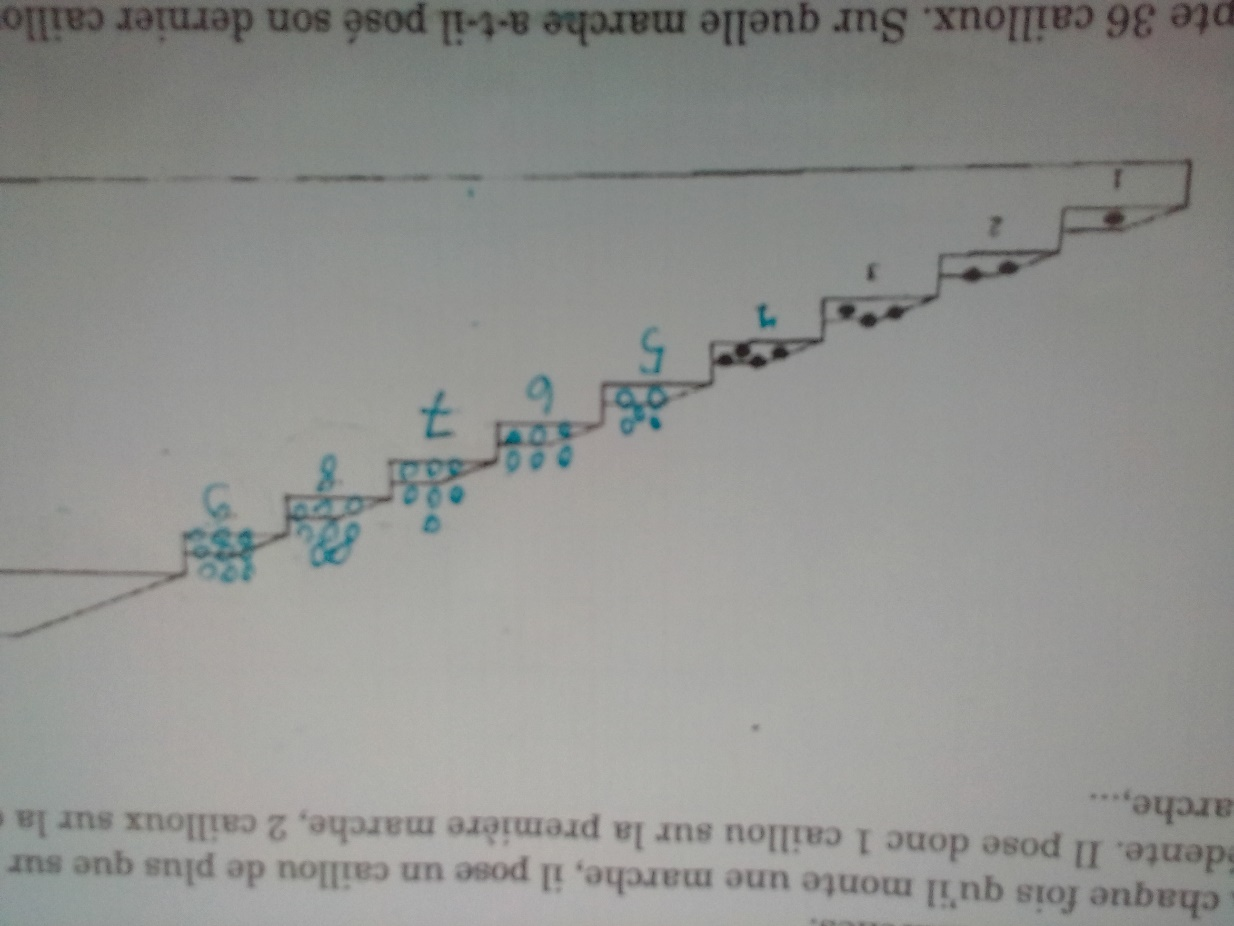 chaque fois qu'il monte une marche, il pose un caillou de plus que sur
édente. Il pose donc 1 caillou sur la première marche, 2 cailloux sur la
arche,...
9
8
7
6
5
4
3
2
1
pte 36 cailloux. Sur quelle marche a-t-il posé son dernier caillo